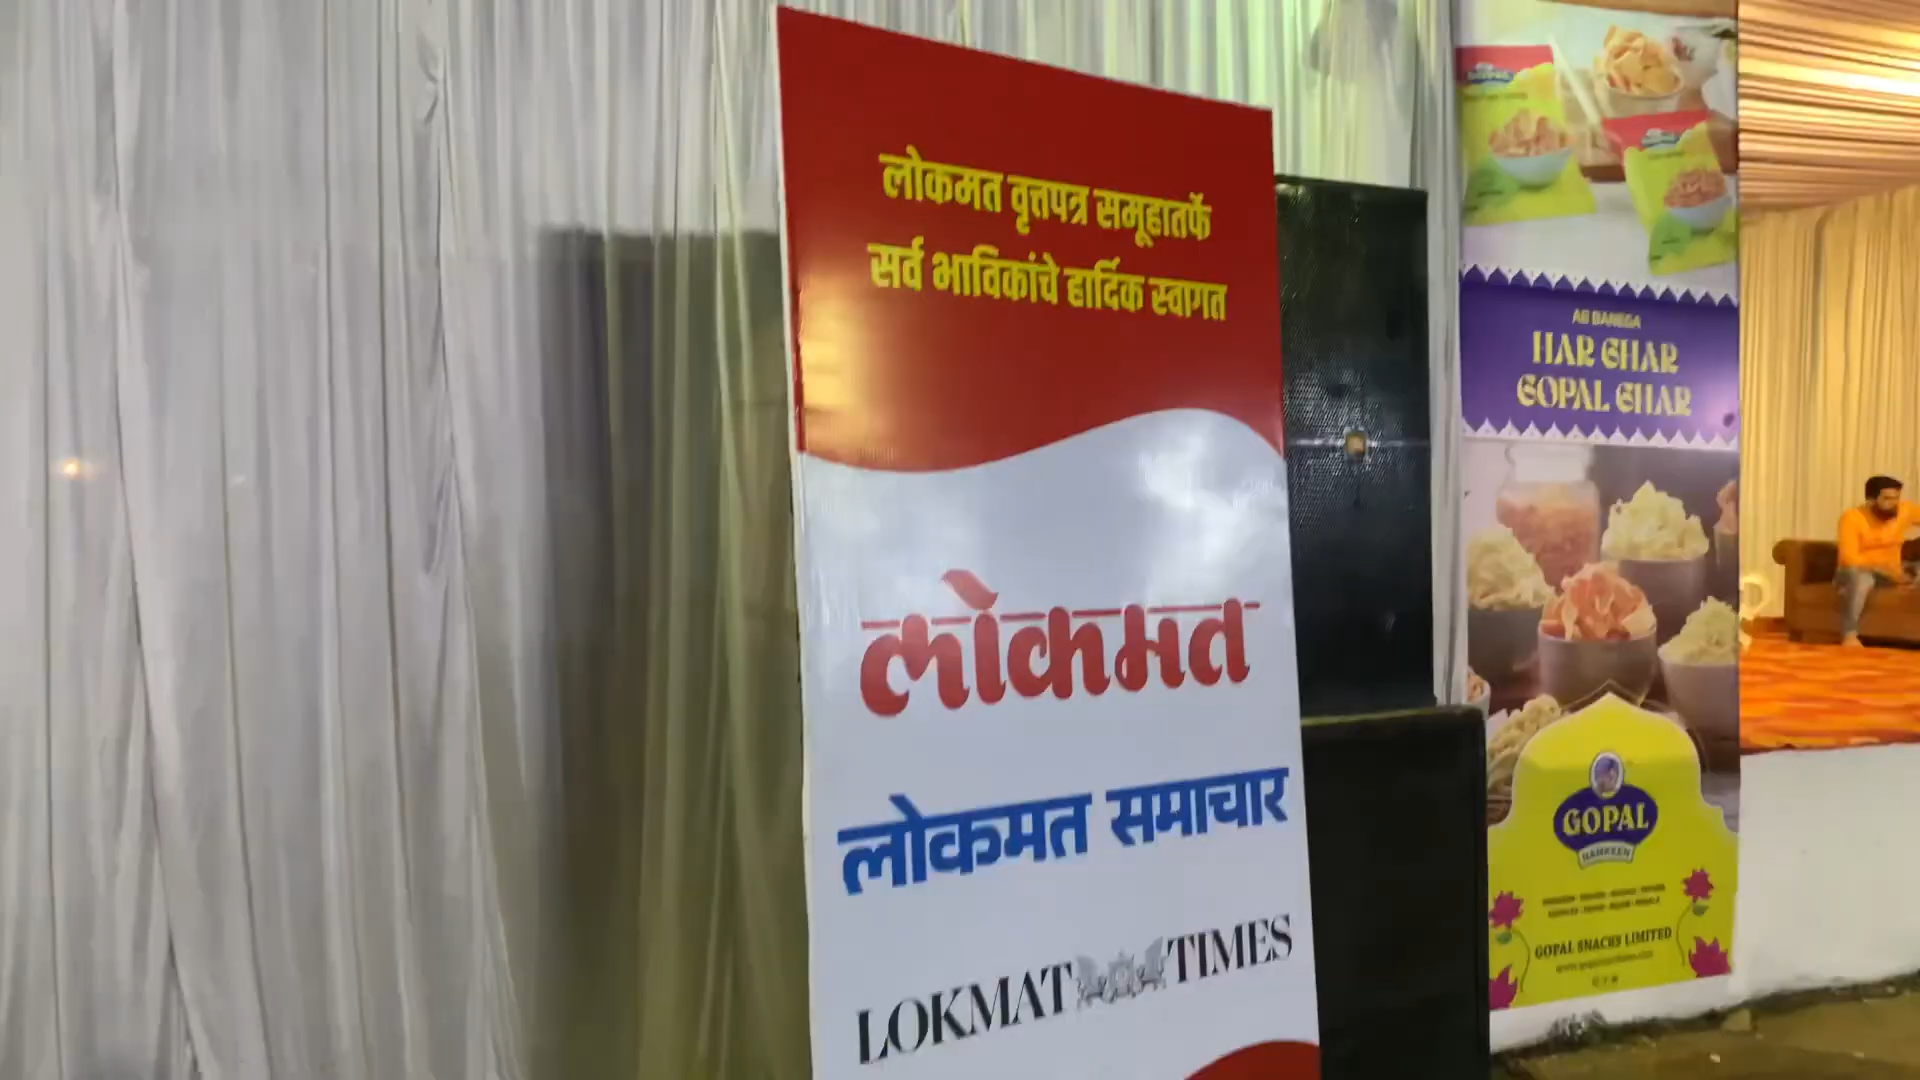 लोकमत वृत्तपत्र समूहातर्फे
सर्व भाविकांचे हार्दिक स्वागत
लोकमत
लोकमत समाचार
LOKMAT TIMES
AB BANEGA
HAR GHAR
GOPAL GHAR
GOPAL
NAMKEEN
GOPAL SNACKS LIMITED